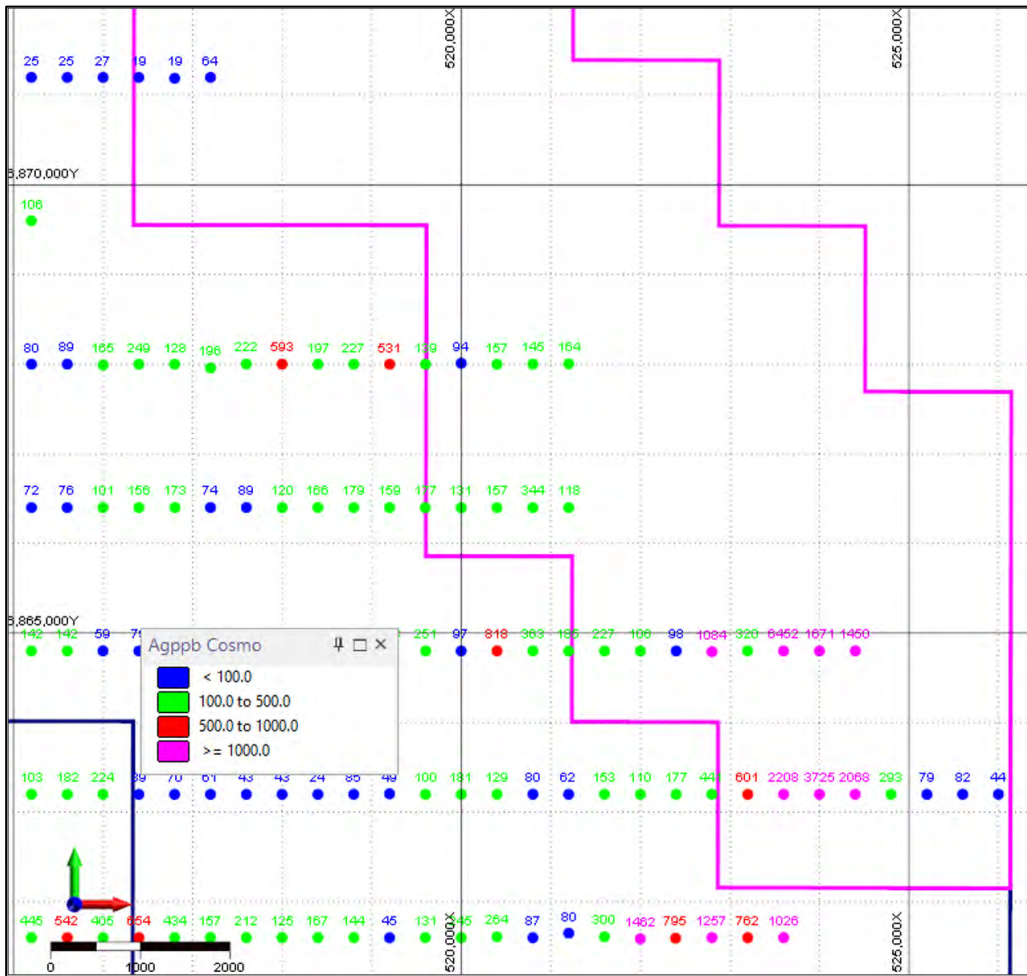 520,000X
525,000X
25 25 27 19 19 64
,870,000Y
106
80 89 165 249 128 196 222 593 197 227 531 139 94 157 145 164
72 76 101 156 173 74 89 120 166 179 159 177 131 157 344 118
,865,000Y
142 142 59 251 97 818 363 185 227 106 98 1084 320 6452 1671 1450
Agppb Cosmo
< 100.0
100.0 to 500.0
500.0 to 1000.0
>= 1000.0
103 182 224 70 61 43 43 24 85 49 100 181 129 80 62 153 110 177 601 2208 3725 2068 293 79 82 44
520,000X
525,000X
446 542 405 654 434 157 212 125 167 144 45 131 264 87 80 300 1462 795 1257 762 1026
0 1000 2000